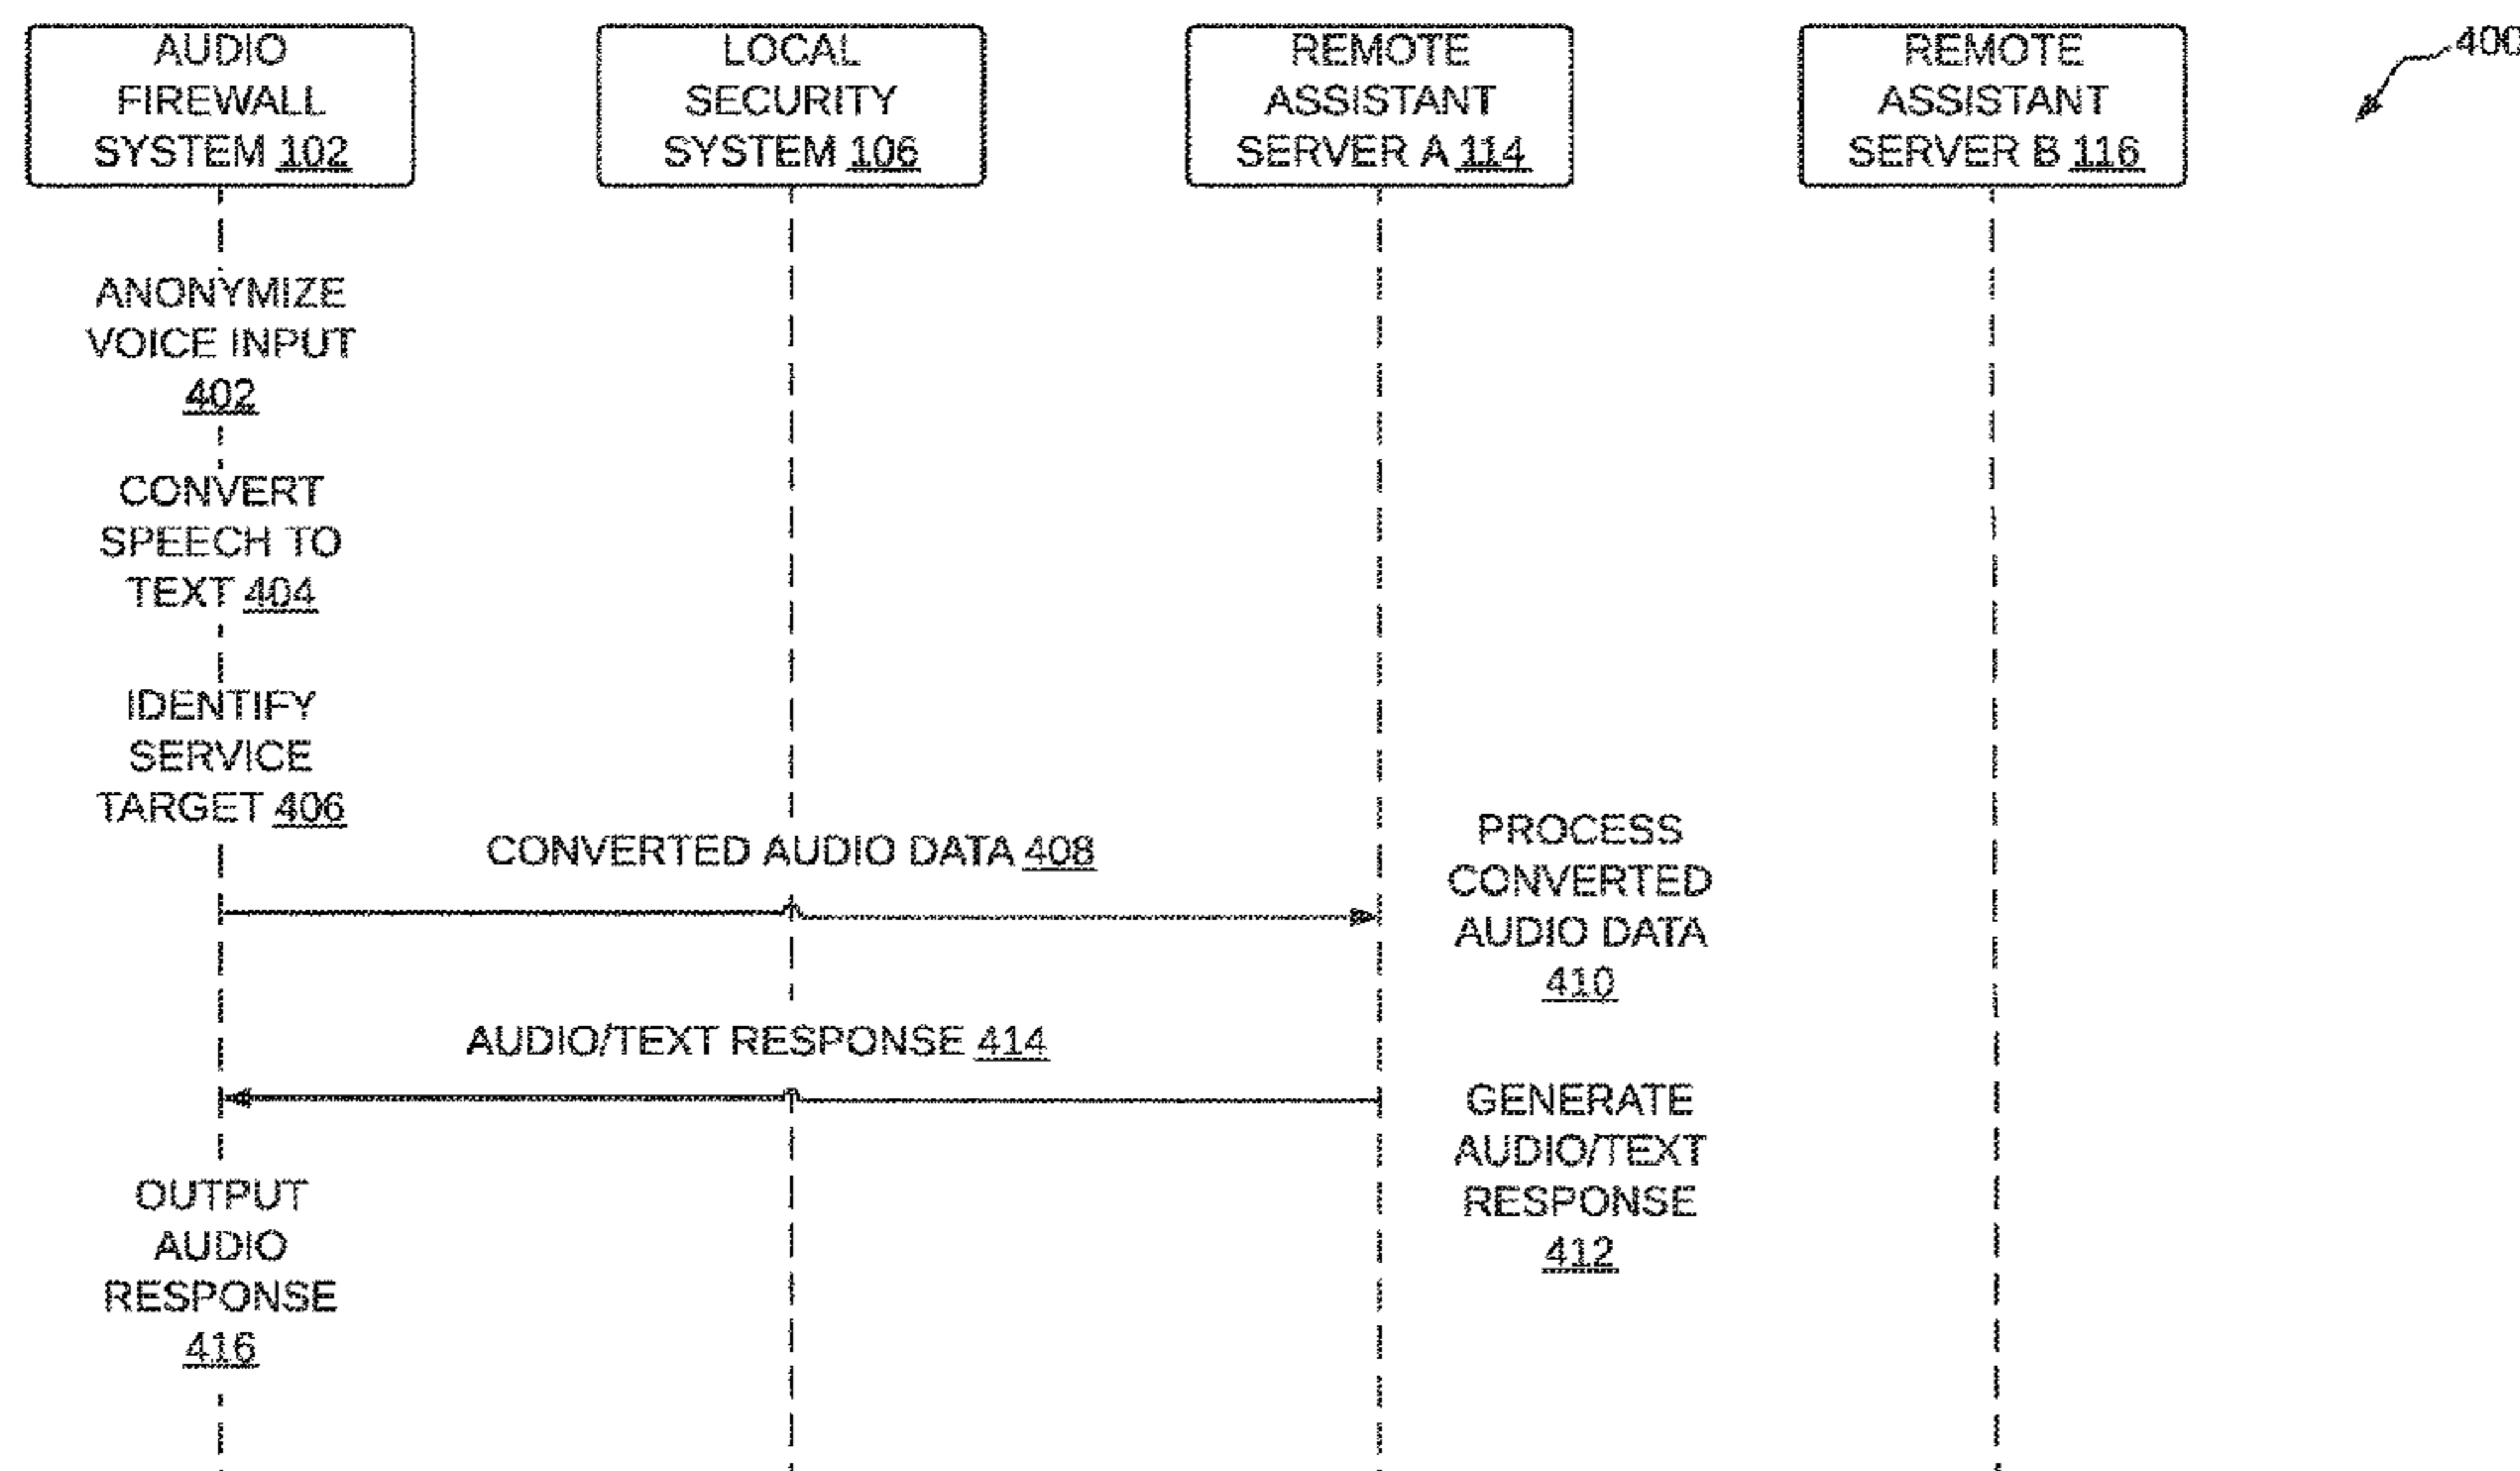 AUDIO
FIREWALL
SYSTEM 102
LOCAL
SECURITY
SYSTEM 106
REMOTE
ASSISTANT
SERVER A 114
REMOTE
ASSISTANT
SERVER B 116
400
ANONYMIZE
VOICE INPUT
402
CONVERT
SPEECH TO
TEXT 404
IDENTIFY
SERVICE
TARGET 406
CONVERTED AUDIO DATA 408
PROCESS
CONVERTED
AUDIO DATA
410
AUDIO/TEXT RESPONSE 414
GENERATE
AUDIO/TEXT
RESPONSE
412
OUTPUT
AUDIO
RESPONSE
416